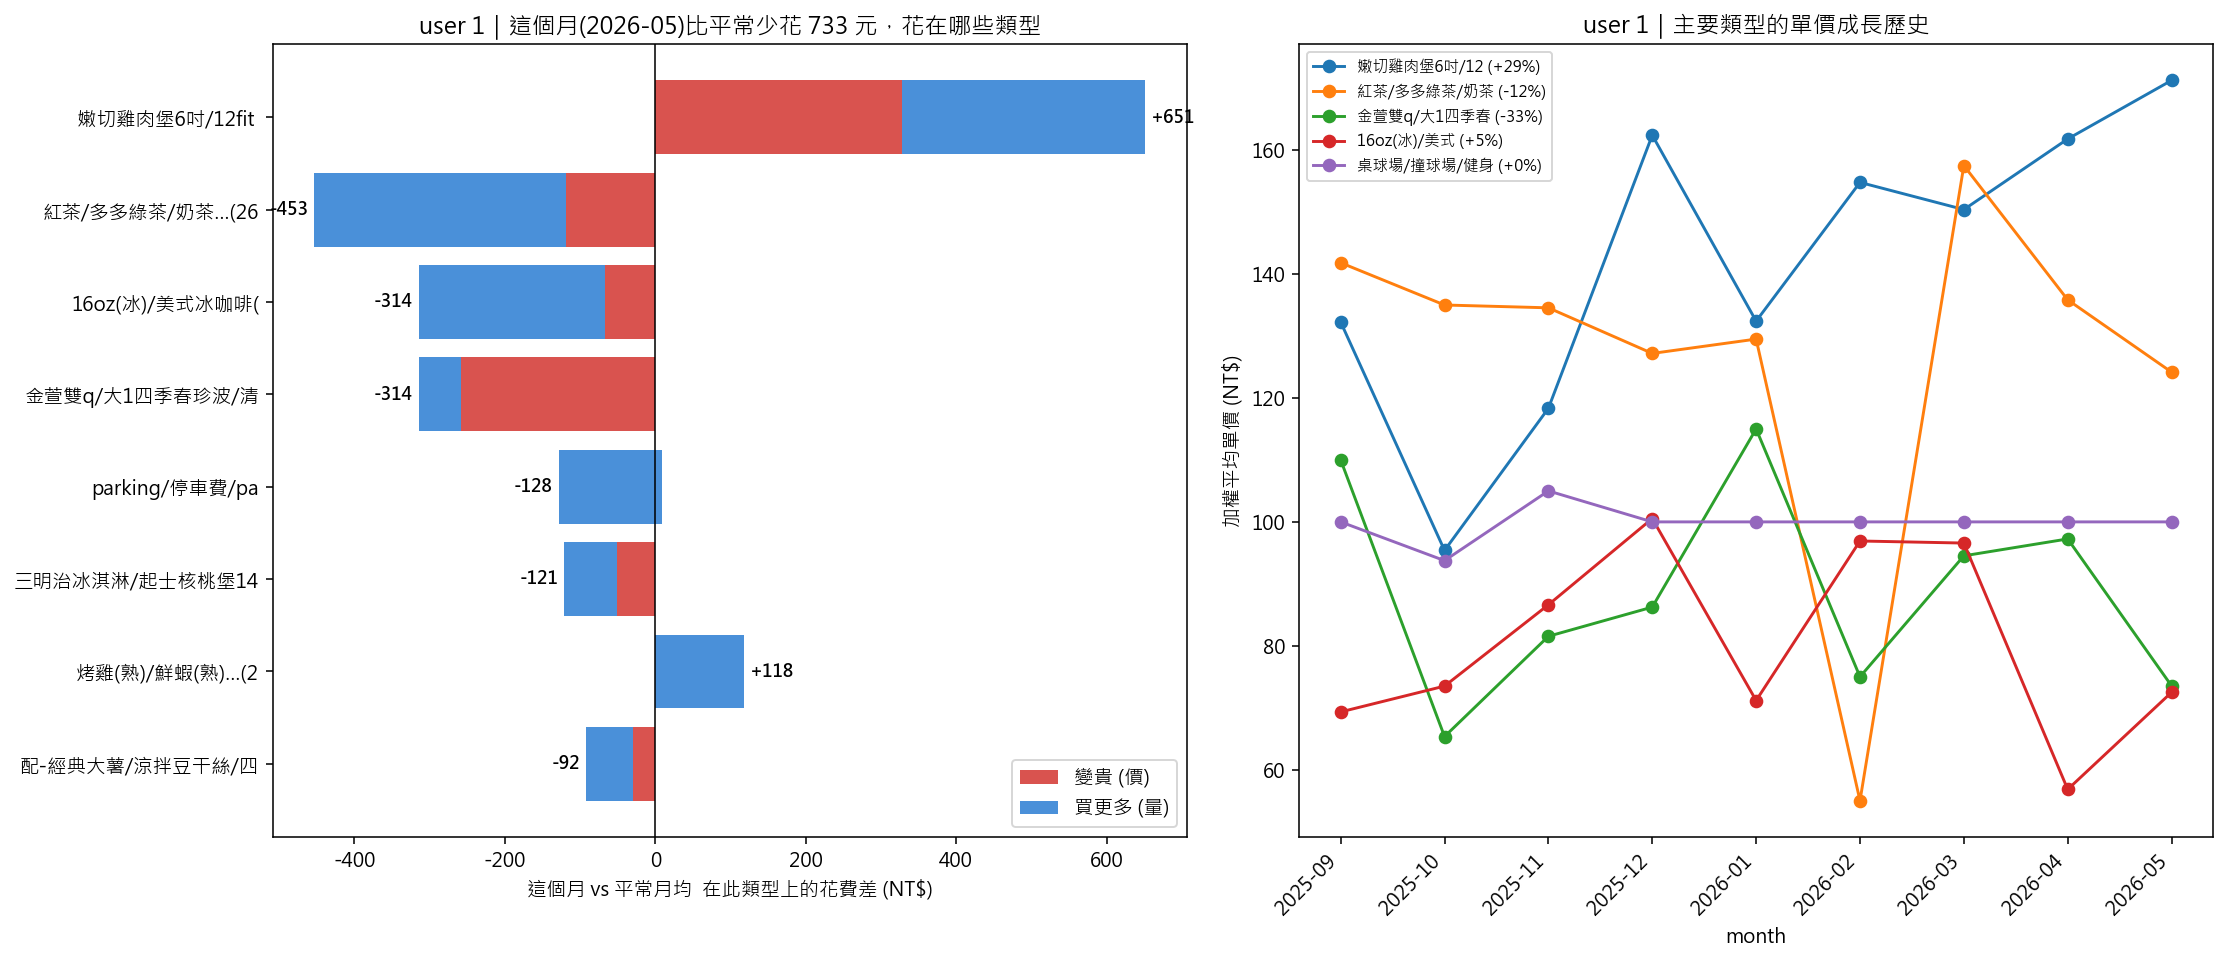 user 1 | 這個月(2026-05)比平常少花 733 元，花在哪些類型
嫩切雞肉堡6吋/12fit
紅茶/多多綠茶/奶茶...(26
16oz(冰)/美式冰咖啡(
金萱雙q/大1四季春珍波/清
parking/停車費/pa
三明治冰淇淋/起士核桃堡14
烤雞(熟)/鮮蝦(熟)...(2
配-經典大薯/涼拌豆干絲/四
+651
-453
-314
-314
-128
-121
+118
-92
變貴 (價)
買更多 (量)
-400 -200 0 200 400 600
這個月 vs 平常月均 在此類型上的花費差 (NT$)
user 1 | 主要類型的單價成長歷史
嫩切雞肉堡6吋/12 (+29%)
紅茶/多多綠茶/奶茶 (-12%)
金萱雙q/大1四季春 (-33%)
16oz(冰)/美式 (+5%)
桌球場/撞球場/健身 (+0%)
加權平均單價 (NT$)
160
140
120
100
80
60
2025-09 2025-10 2025-11 2025-12 2026-01 2026-02 2026-03 2026-04 2026-05
month